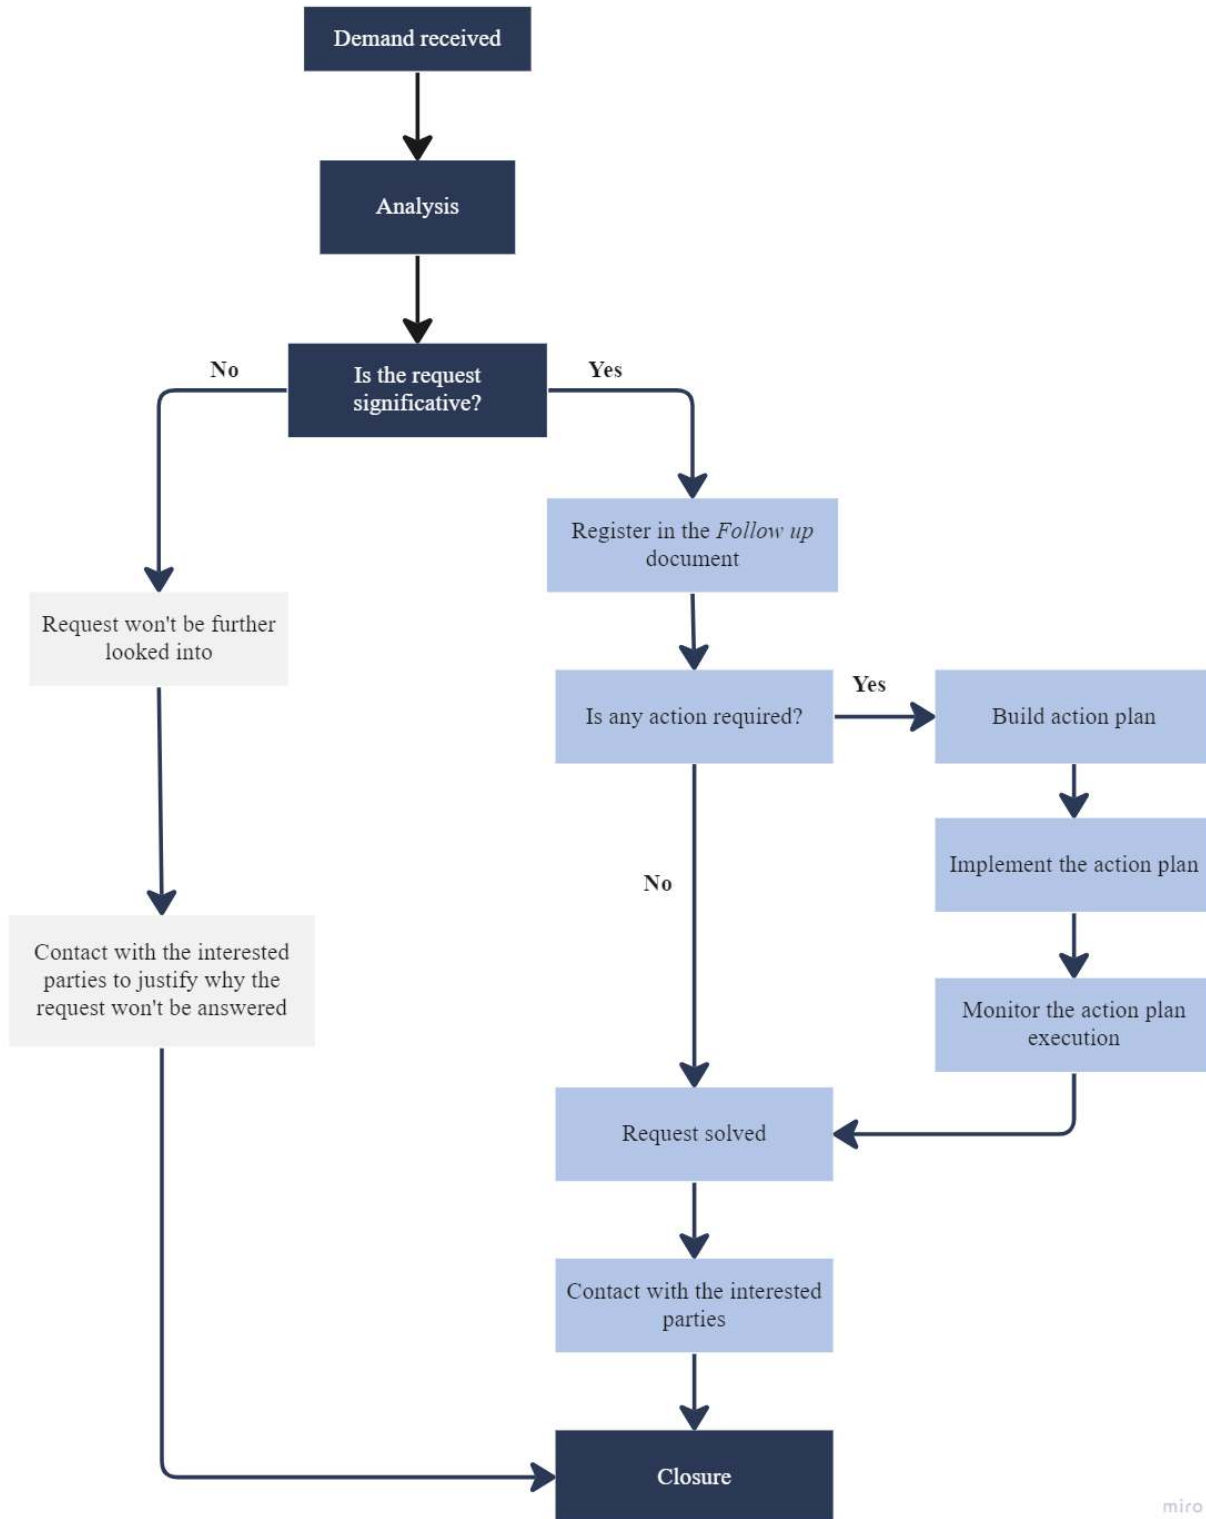 Demand received
Analysis
No
Yes
Is the request
significative?
Register in the Follow up
document
Request won't be further
looked into
Is any action required?
Yes
Build action plan
Implement the action plan
No
Contact with the interested
parties to justify why the
request won't be answered
Monitor the action plan
execution
Request solved
Contact with the interested
parties
Closure
miro